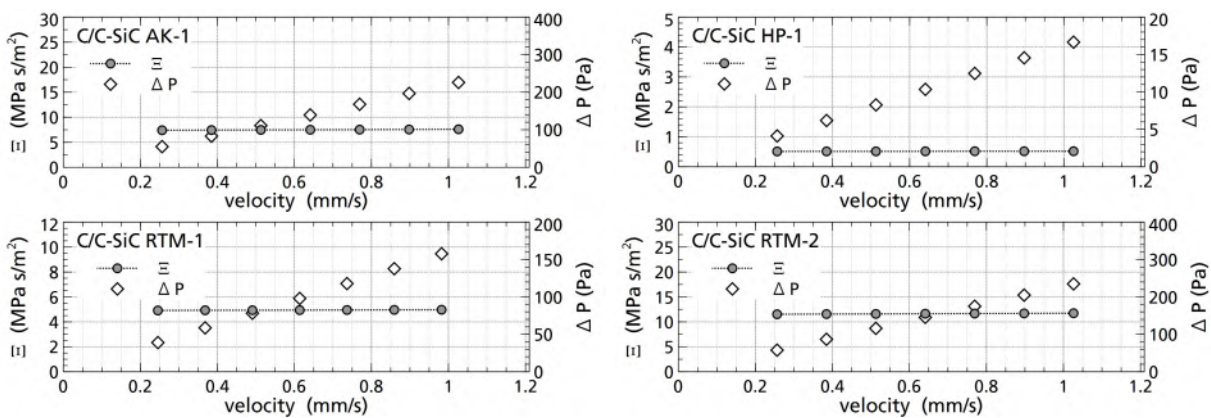 C/C-SiC AK-1
Ξ
Δ P
Ξ (MPa s/m²)
30
25
20
15
10
5
0
Δ P (Pa)
400
300
200
100
0
0 0.2 0.4 0.6 0.8 1 1.2
velocity (mm/s)
C/C-SiC HP-1
Ξ
Δ P
Ξ (MPa s/m²)
5
4
3
2
1
0
Δ P (Pa)
20
15
10
5
0
0 0.2 0.4 0.6 0.8 1 1.2
velocity (mm/s)
C/C-SiC RTM-1
Ξ
Δ P
Ξ (MPa s/m²)
12
10
8
6
4
2
0
Δ P (Pa)
200
150
100
50
0
0 0.2 0.4 0.6 0.8 1 1.2
velocity (mm/s)
C/C-SiC RTM-2
Ξ
Δ P
Ξ (MPa s/m²)
30
25
20
15
10
5
0
Δ P (Pa)
400
300
200
100
0
0 0.2 0.4 0.6 0.8 1 1.2
velocity (mm/s)